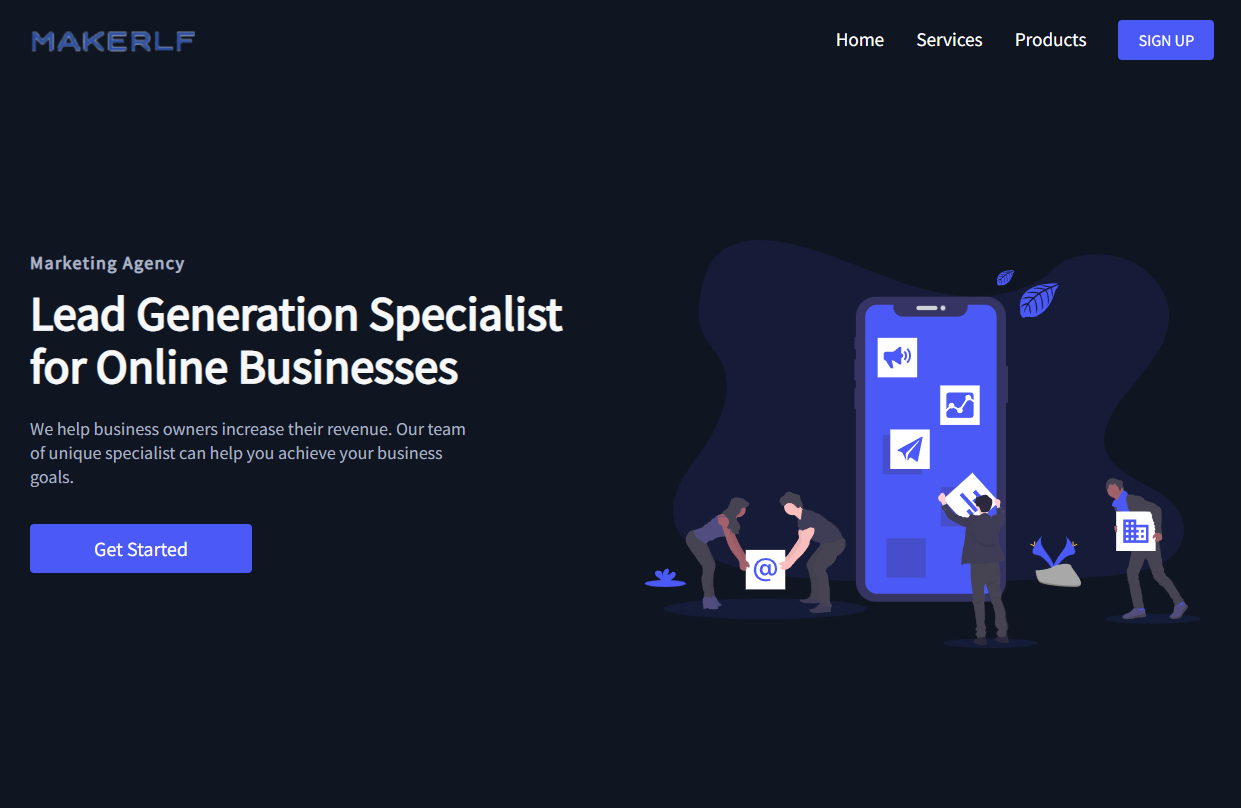 MAKERLF
Home Services Products SIGN UP
Marketing Agency
Lead Generation Specialist
for Online Businesses
We help business owners increase their revenue. Our team
of unique specialist can help you achieve your business
goals.
Get Started
@